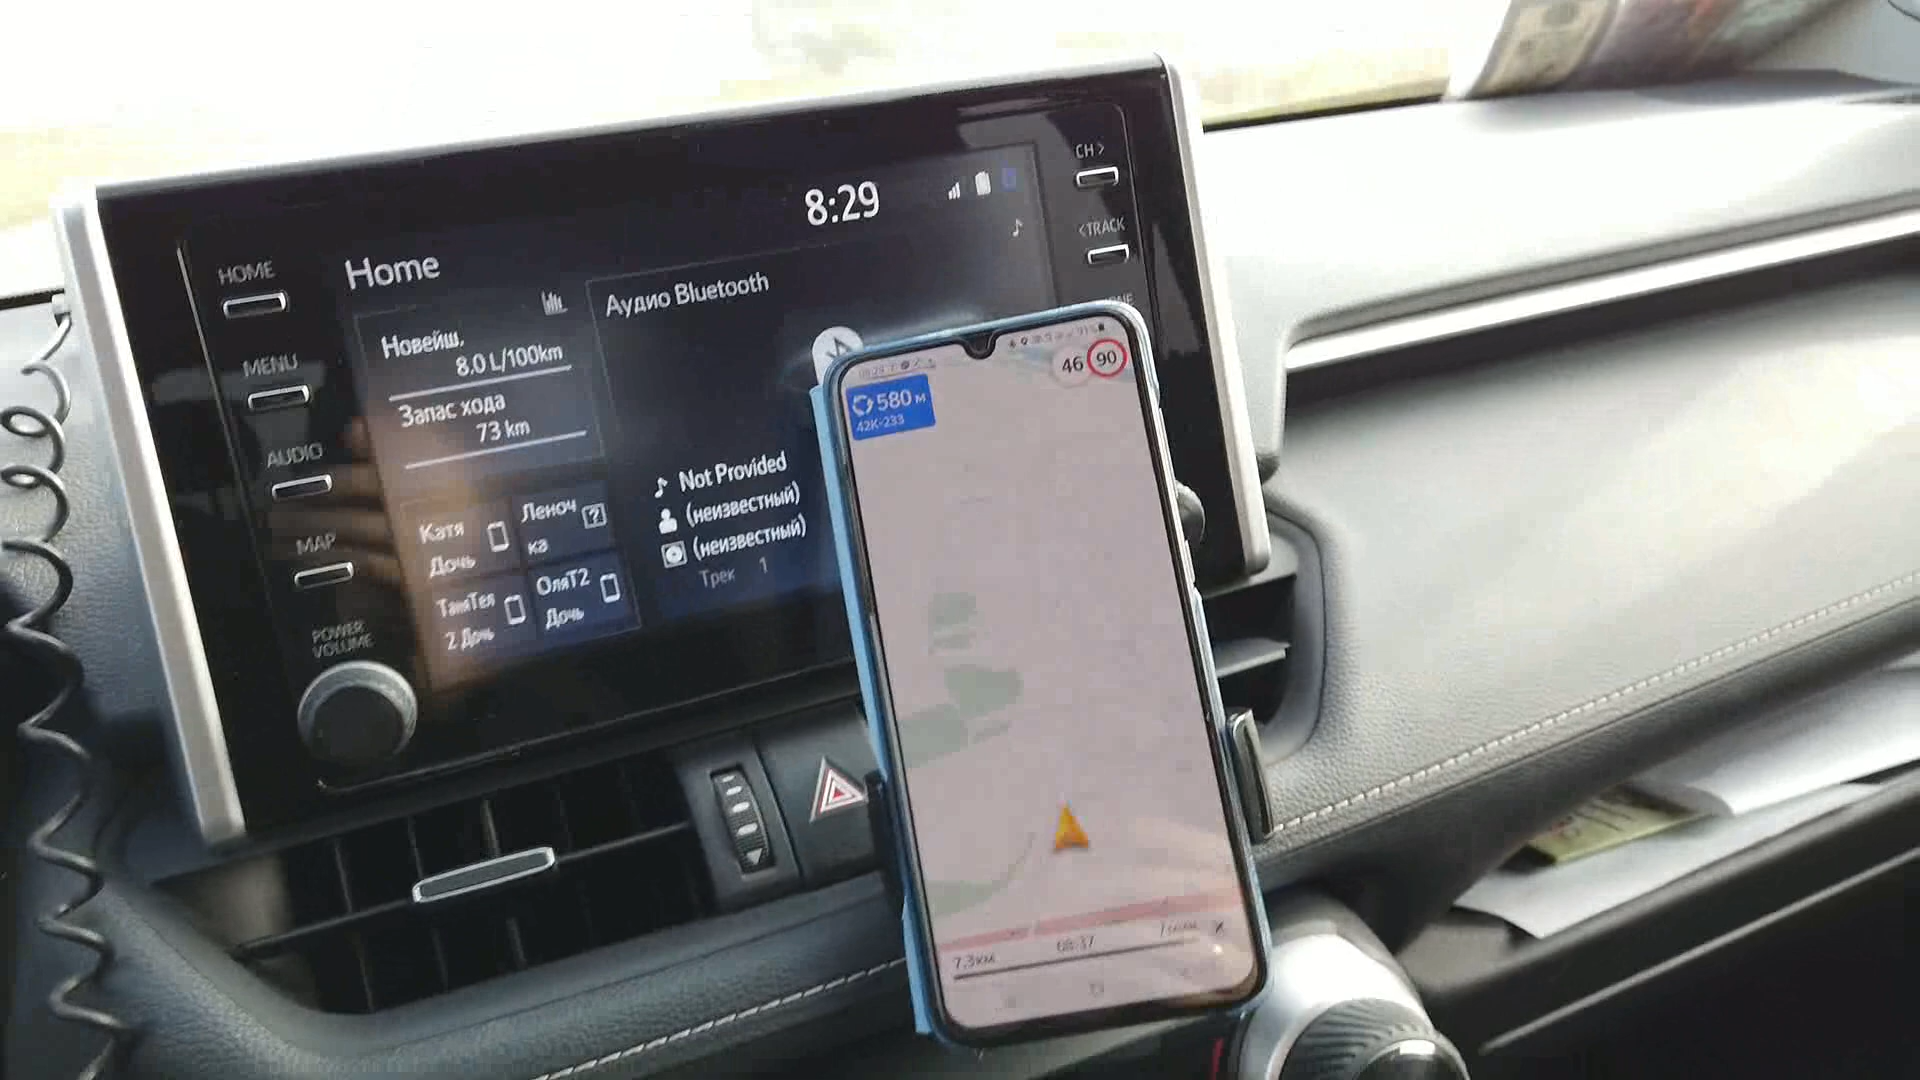 8:29
CH >
<TRACK
HOME
Home
Новейш.
8.0 L/100km
Запас хода
73 km
Аудио Bluetooth
MENU
AUDIO
MAP
POWER
VOLUME
Катя
Дочь
Леноч
ка
ТаняТел
2 Дочь
ОляТ2
Дочь
Not Provided
(неизвестный)
(неизвестный)
Трек 1
46 90
580 м
42К-233
7,3км
08:37